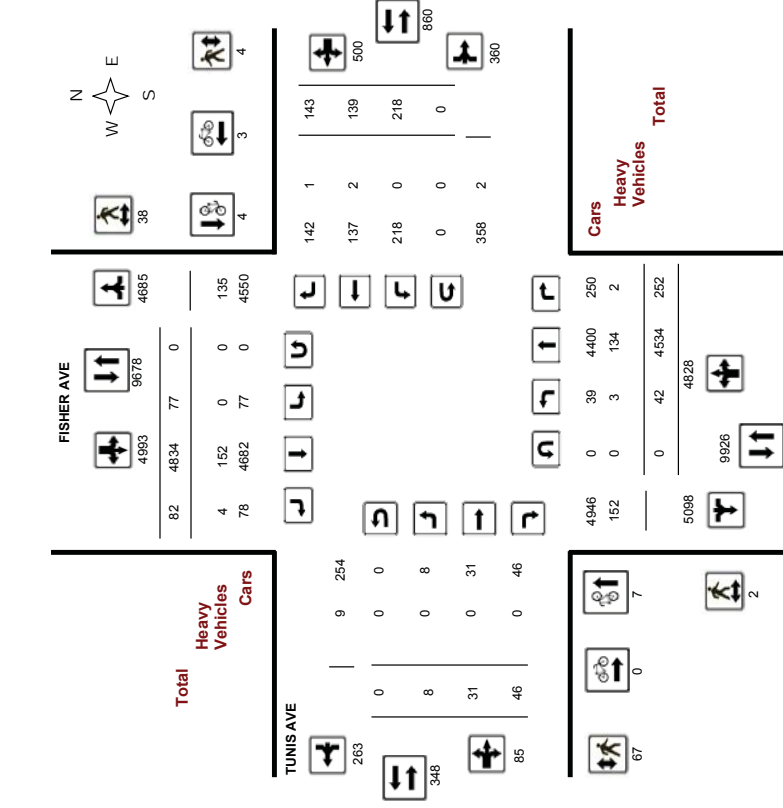 N
W E
S
4
3
4
38
FISHER AVE
4685
9678
4993
82 4834 77 0
4 152 0 0 135
78 4682 77 0 4550
860
500
360
143
139
218
0
1
2
0
0
2
142
137
218
0
358
Cars
Heavy
Vehicles
Total
Total
Heavy
Vehicles
Cars
TUNIS AVE
263
348
85
9 254
0 0 0
8 0 8
31 0 31
46 0 46
4946 0 39 4400 250
152 0 3 134 2
0 42 4534 252
5098
4828
9926
7
0
67
2